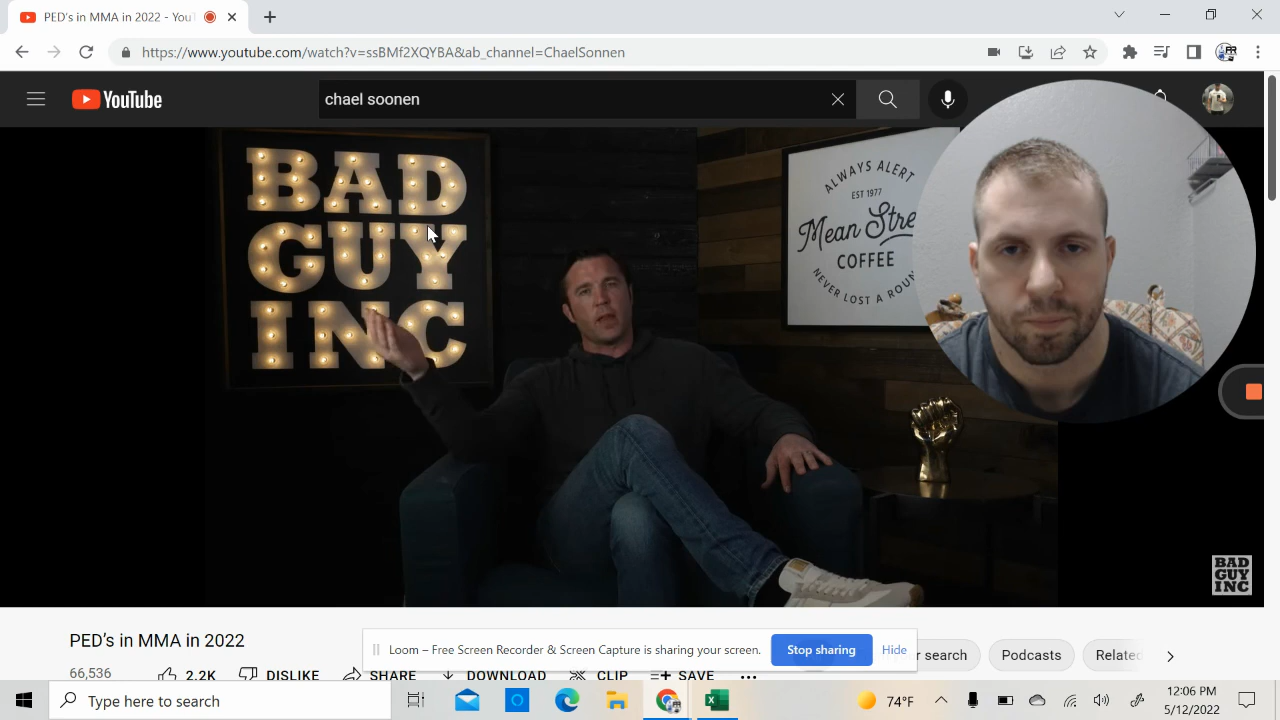 PED's in MMA in 2022 - You
https://www.youtube.com/watch?v=ssBMf2XQYBA&ab_channel=ChaelSonnen
YouTube
chael soonen
BAD
GUY
INC
ALWAYS ALERT
EST 1977
Mean Stre
COFFEE
NEVER LOST A ROUN
BAD
GUY
INC
PED's in MMA in 2022
66,536
2.2K
DISLIKE
SHARE
DOWNLOAD
CLIP
SAVE
Loom – Free Screen Recorder & Screen Capture is sharing your screen.
Stop sharing
Hide
r search
Podcasts
Related
Type here to search
74°F
12:06 PM
5/12/2022